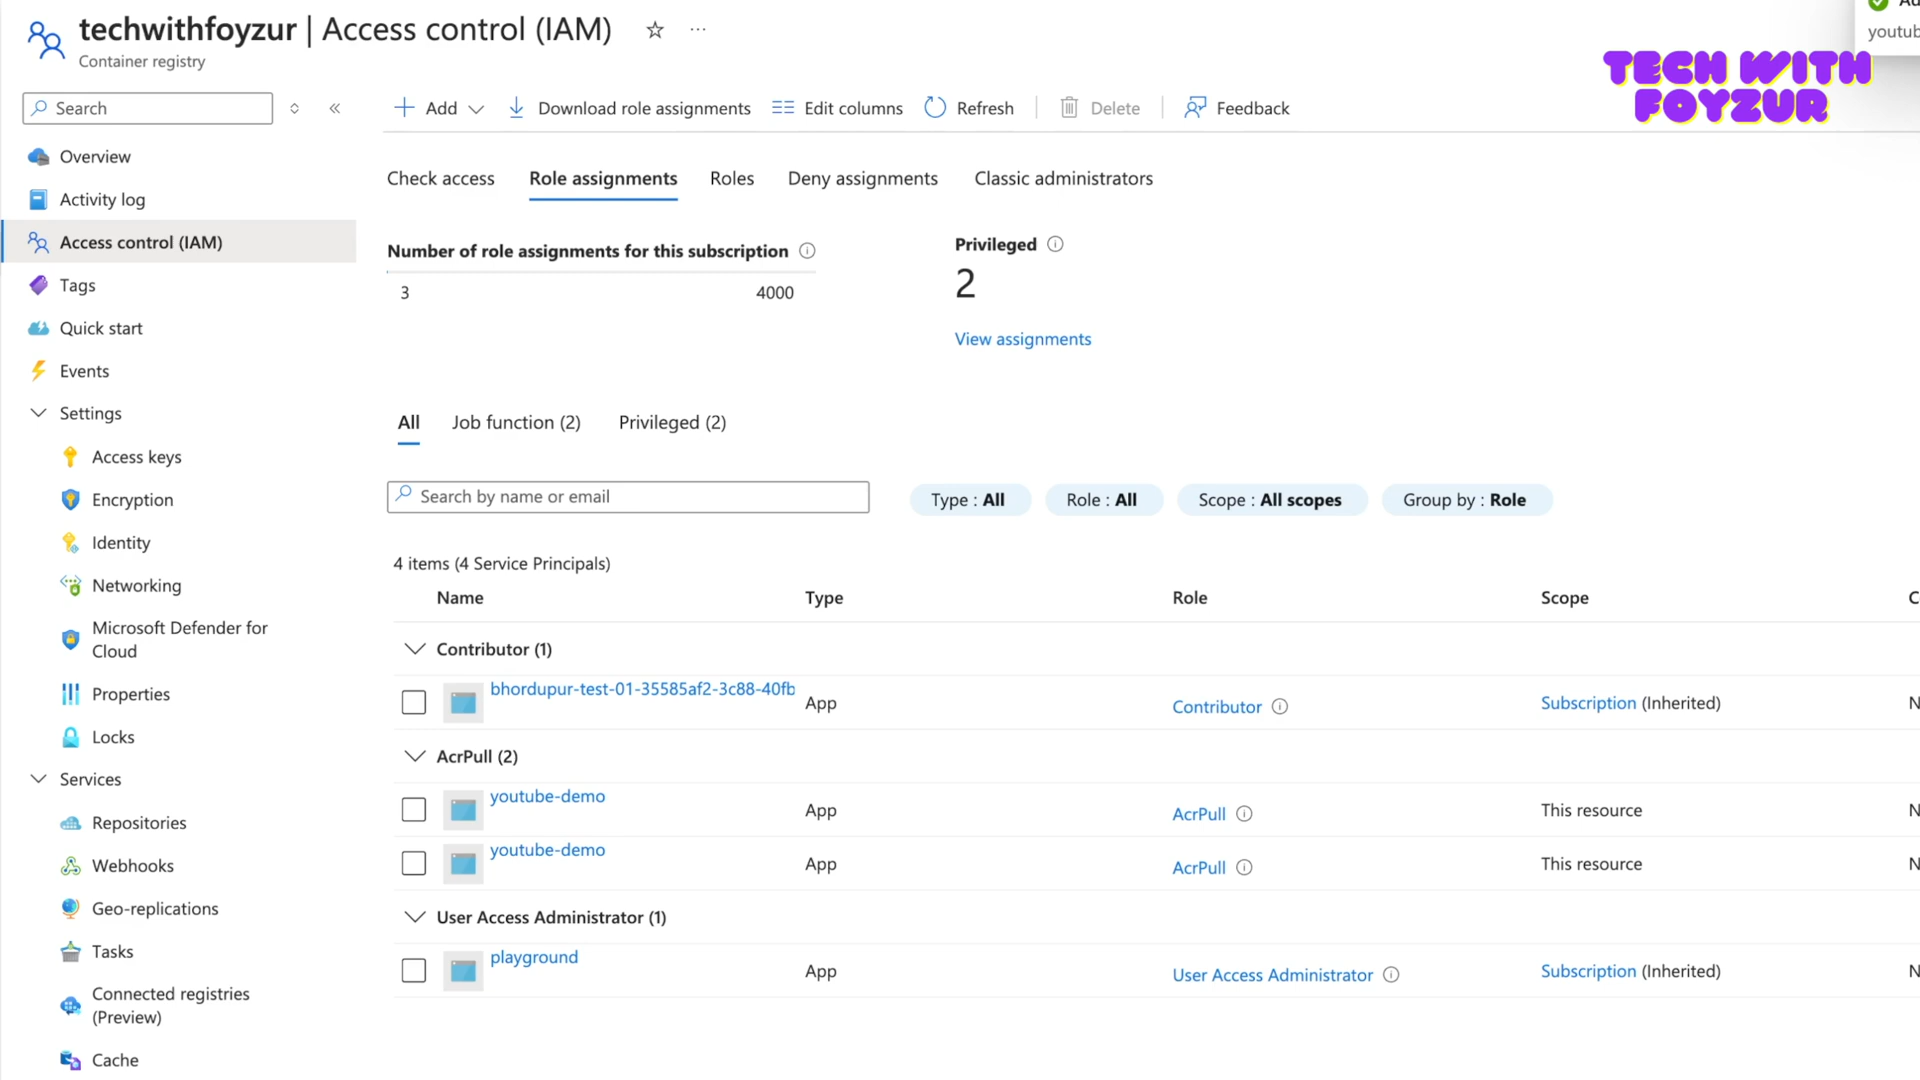 techwithfoyzur | Access control (IAM)
Container registry
youtub
TECH WITH
FOYZUR
Search
Add
Download role assignments
Edit columns
Refresh
Delete
Feedback
Overview
Activity log
Access control (IAM)
Tags
Quick start
Events
Settings
Access keys
Encryption
Identity
Networking
Microsoft Defender for
Cloud
Properties
Locks
Services
Repositories
Webhooks
Geo-replications
Tasks
Connected registries
(Preview)
Cache
Check access
Role assignments
Roles
Deny assignments
Classic administrators
Number of role assignments for this subscription
3
4000
Privileged
2
View assignments
All
Job function (2)
Privileged (2)
Search by name or email
Type : All
Role : All
Scope : All scopes
Group by : Role
4 items (4 Service Principals)
Name Type Role Scope
Contributor (1)
bhordupur-test-01-35585af2-3c88-40fb App Contributor Subscription (Inherited)
AcrPull (2)
youtube-demo App AcrPull This resource
youtube-demo App AcrPull This resource
User Access Administrator (1)
playground App User Access Administrator Subscription (Inherited)